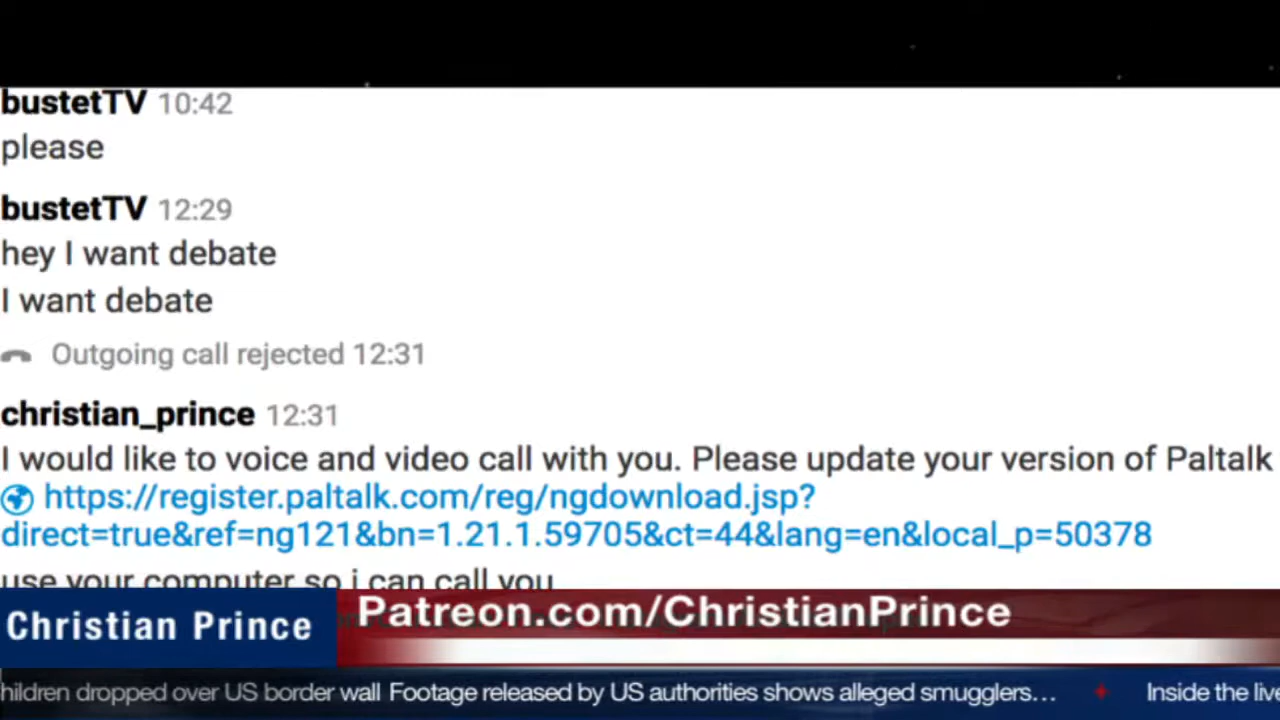 bustetTV 10:42
please
bustetTV 12:29
hey I want debate
I want debate
Outgoing call rejected 12:31
christian_prince 12:31
I would like to voice and video call with you. Please update your version of Paltalk
https://register.paltalk.com/reg/ngdownload.jsp?
direct=true&ref=ng121&bn=1.21.1.59705&ct=44&lang=en&local_p=50378
use your computer so i can call you
Patreon.com/ChristianPrince
Christian Prince
hildren dropped over US border wall Footage released by US authorities shows alleged smugglers... Inside the live